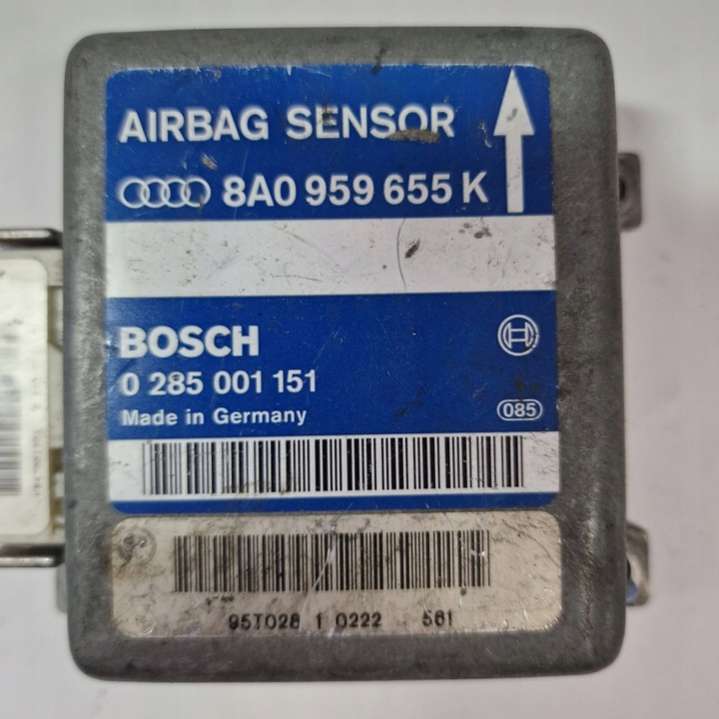 AIRBAG SENSOR
8A0 959 655 K
BOSCH
0 285 001 151
Made in Germany
085
95T028 1 0222 561